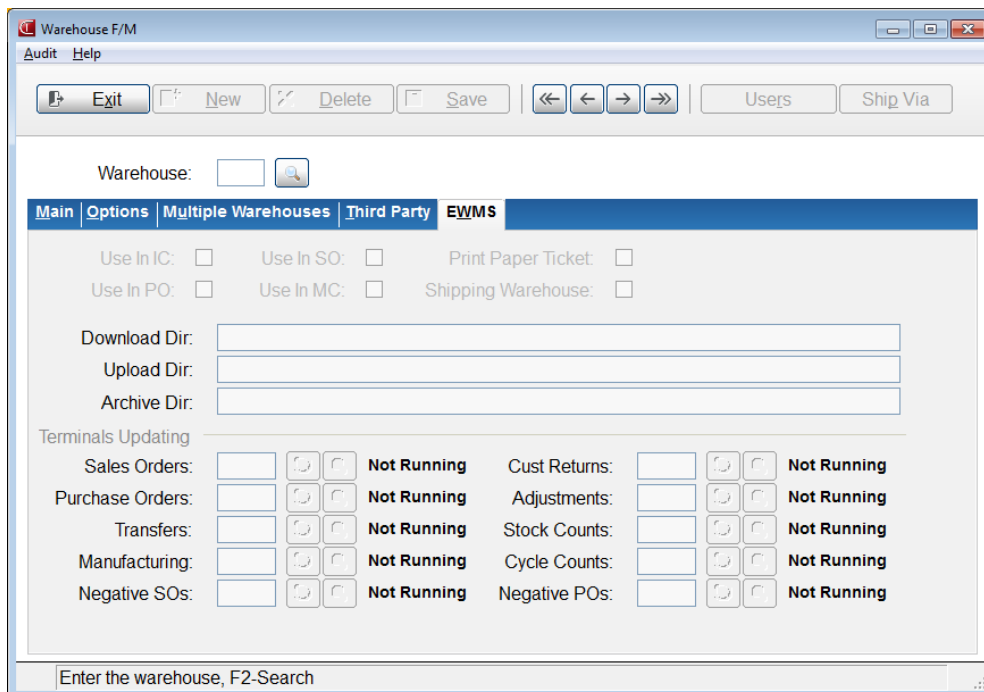 Warehouse F/M
Audit Help
Exit New Delete Save Users Ship Via
Warehouse:
Main Options Multiple Warehouses Third Party EWMS
Use In IC: Use In SO: Print Paper Ticket:
Use In PO: Use In MC: Shipping Warehouse:
Download Dir:
Upload Dir:
Archive Dir:
Terminals Updating
Sales Orders: Not Running Cust Returns: Not Running
Purchase Orders: Not Running Adjustments: Not Running
Transfers: Not Running Stock Counts: Not Running
Manufacturing: Not Running Cycle Counts: Not Running
Negative SOs: Not Running Negative POs: Not Running
Enter the warehouse, F2-Search